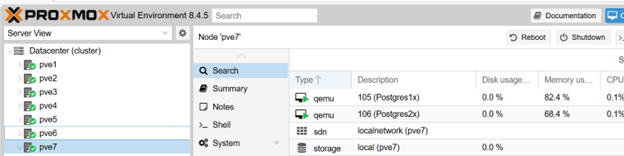 PROXMOX Virtual Environment 8.4.5 Search Documentation
Server View Node 'pve7' Reboot Shutdown
Datacenter (cluster)
pve1
pve2
pve3
pve4
pve5
pve6
pve7
Search
Summary
Notes
Shell
System
Type Description Disk usage... Memory us... CPU
qemu 105 (Postgres1x) 0.0 % 82.4 % 0.1%
qemu 106 (Postgres2x) 0.0 % 68.4 % 0.1%
sdn localnetwork (pve7)
storage local (pve7) 0.0 %